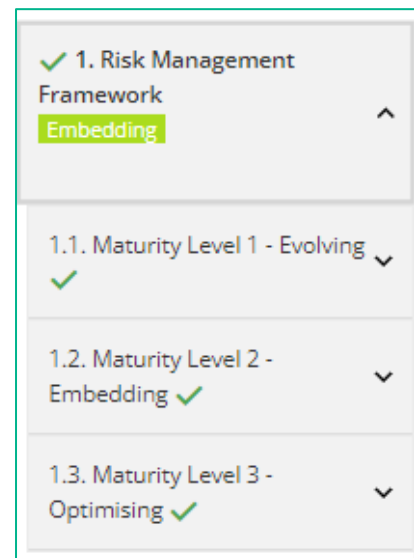 ✓ 1. Risk Management
Framework
Embedding
1.1. Maturity Level 1 - Evolving
✓
1.2. Maturity Level 2 -
Embedding ✓
1.3. Maturity Level 3 -
Optimising ✓